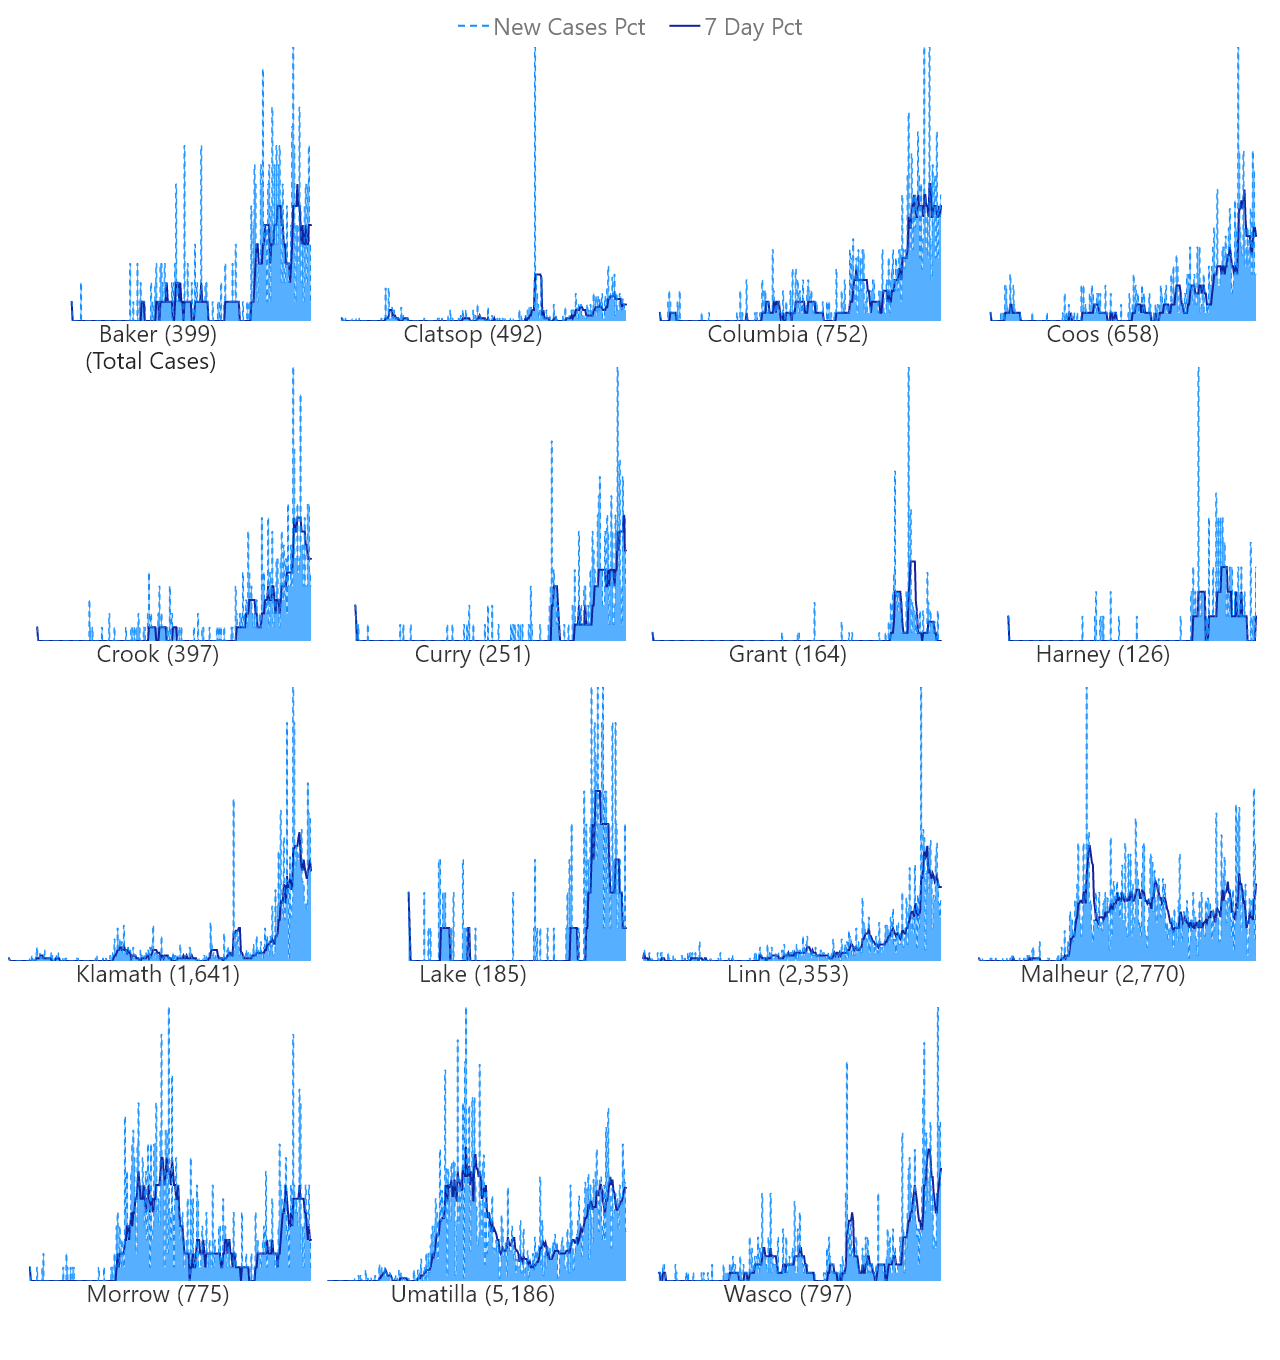 New Cases Pct 7 Day Pct
Baker (399) Clatsop (492) Columbia (752) Coos (658)
(Total Cases)
Crook (397) Curry (251) Grant (164) Harney (126)
Klamath (1,641) Lake (185) Linn (2,353) Malheur (2,770)
Morrow (775) Umatilla (5,186) Wasco (797)